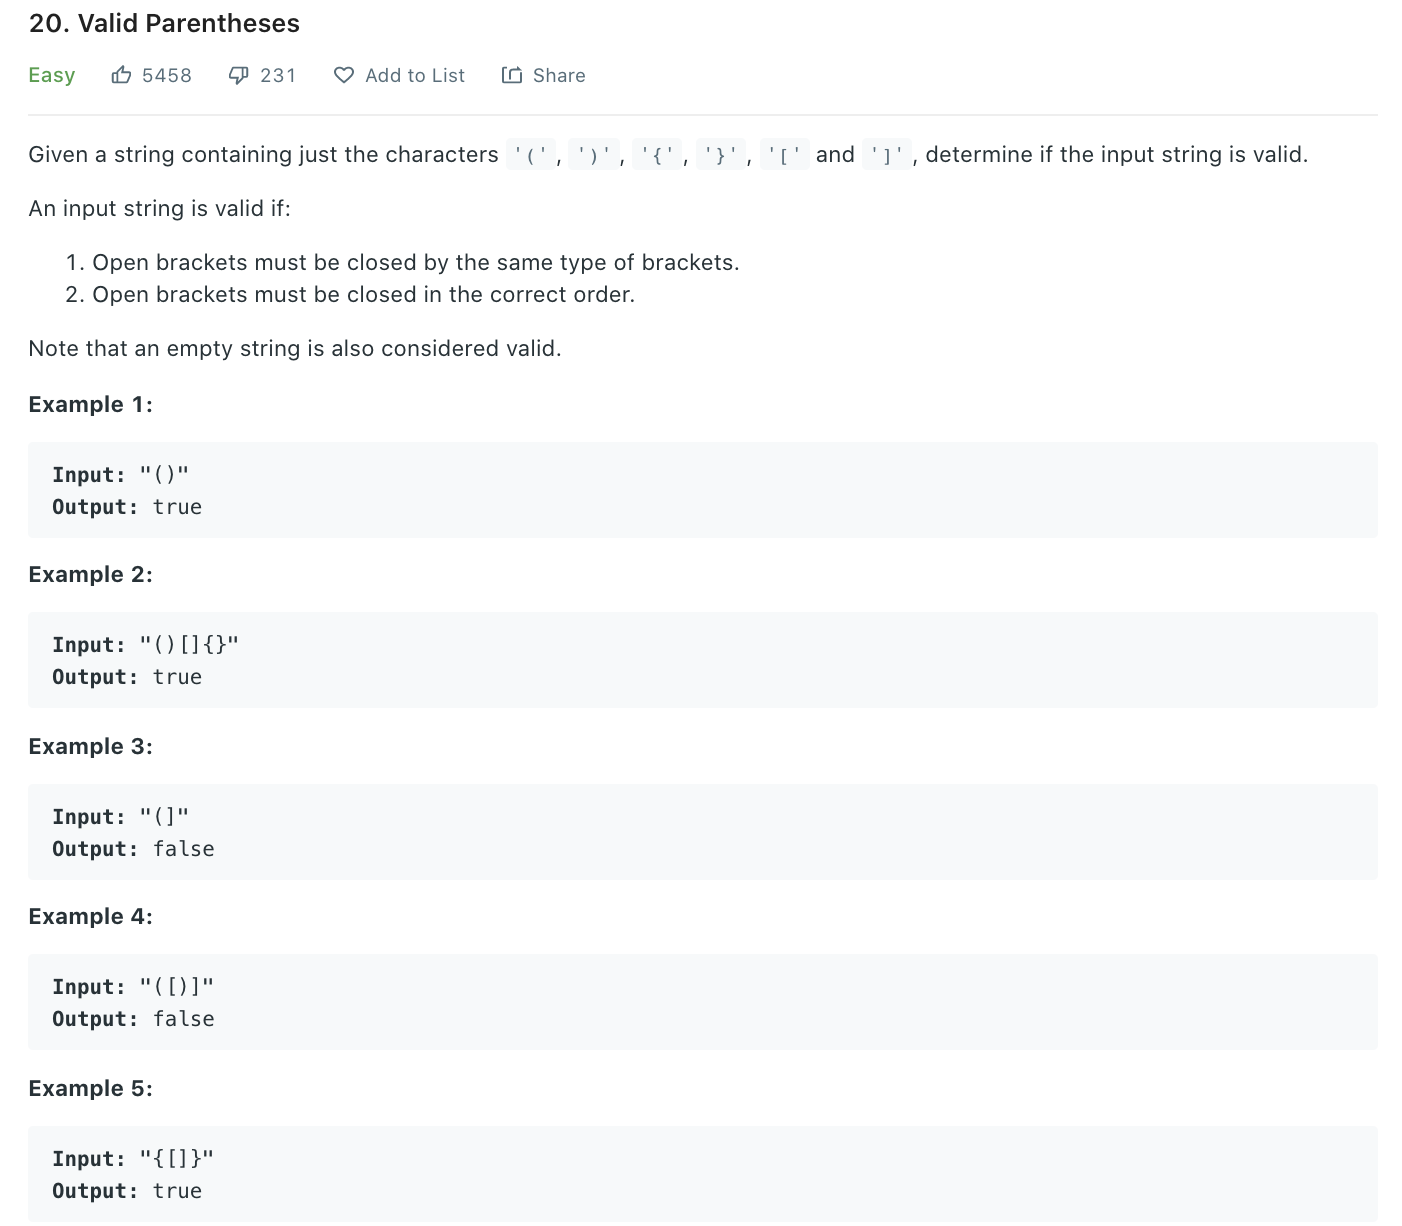 20. Valid Parentheses
Easy 5458 231 Add to List Share
Given a string containing just the characters '(', ')', '{', '}', '[' and ']', determine if the input string is valid.
An input string is valid if:
1. Open brackets must be closed by the same type of brackets.
2. Open brackets must be closed in the correct order.
Note that an empty string is also considered valid.
Example 1:
Input: "()"
Output: true
Example 2:
Input: "()[]{}"
Output: true
Example 3:
Input: "(]"
Output: false
Example 4:
Input: "([)]"
Output: false
Example 5:
Input: "{[]}"
Output: true